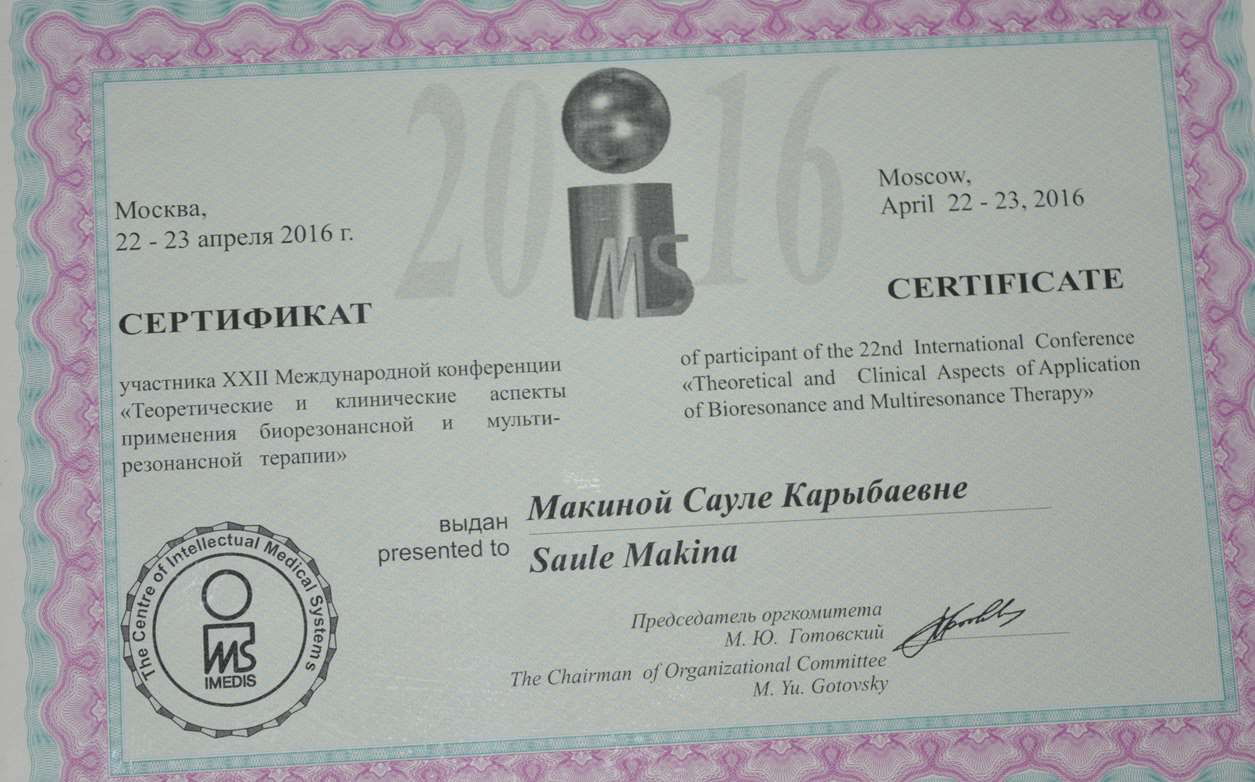 2016
iMS
Москва,
22 - 23 апреля 2016 г.
Moscow,
April 22 - 23, 2016
СЕРТИФИКАТ
участника XXII Международной конференции
«Теоретические и клинические аспекты
применения биорезонансной и мульти-
резонансной терапии»
CERTIFICATE
of participant of the 22nd International Conference
«Theoretical and Clinical Aspects of Application
of Bioresonance and Multiresonance Therapy»
выдан
presented to
Макиной Сауле Карыбаевне
Saule Makina
Председатель оргкомитета
М. Ю. Готовский
The Chairman of Organizational Committee
M. Yu. Gotovsky
The Centre of Intellectual Medical Systems
iMS
IMEDIS